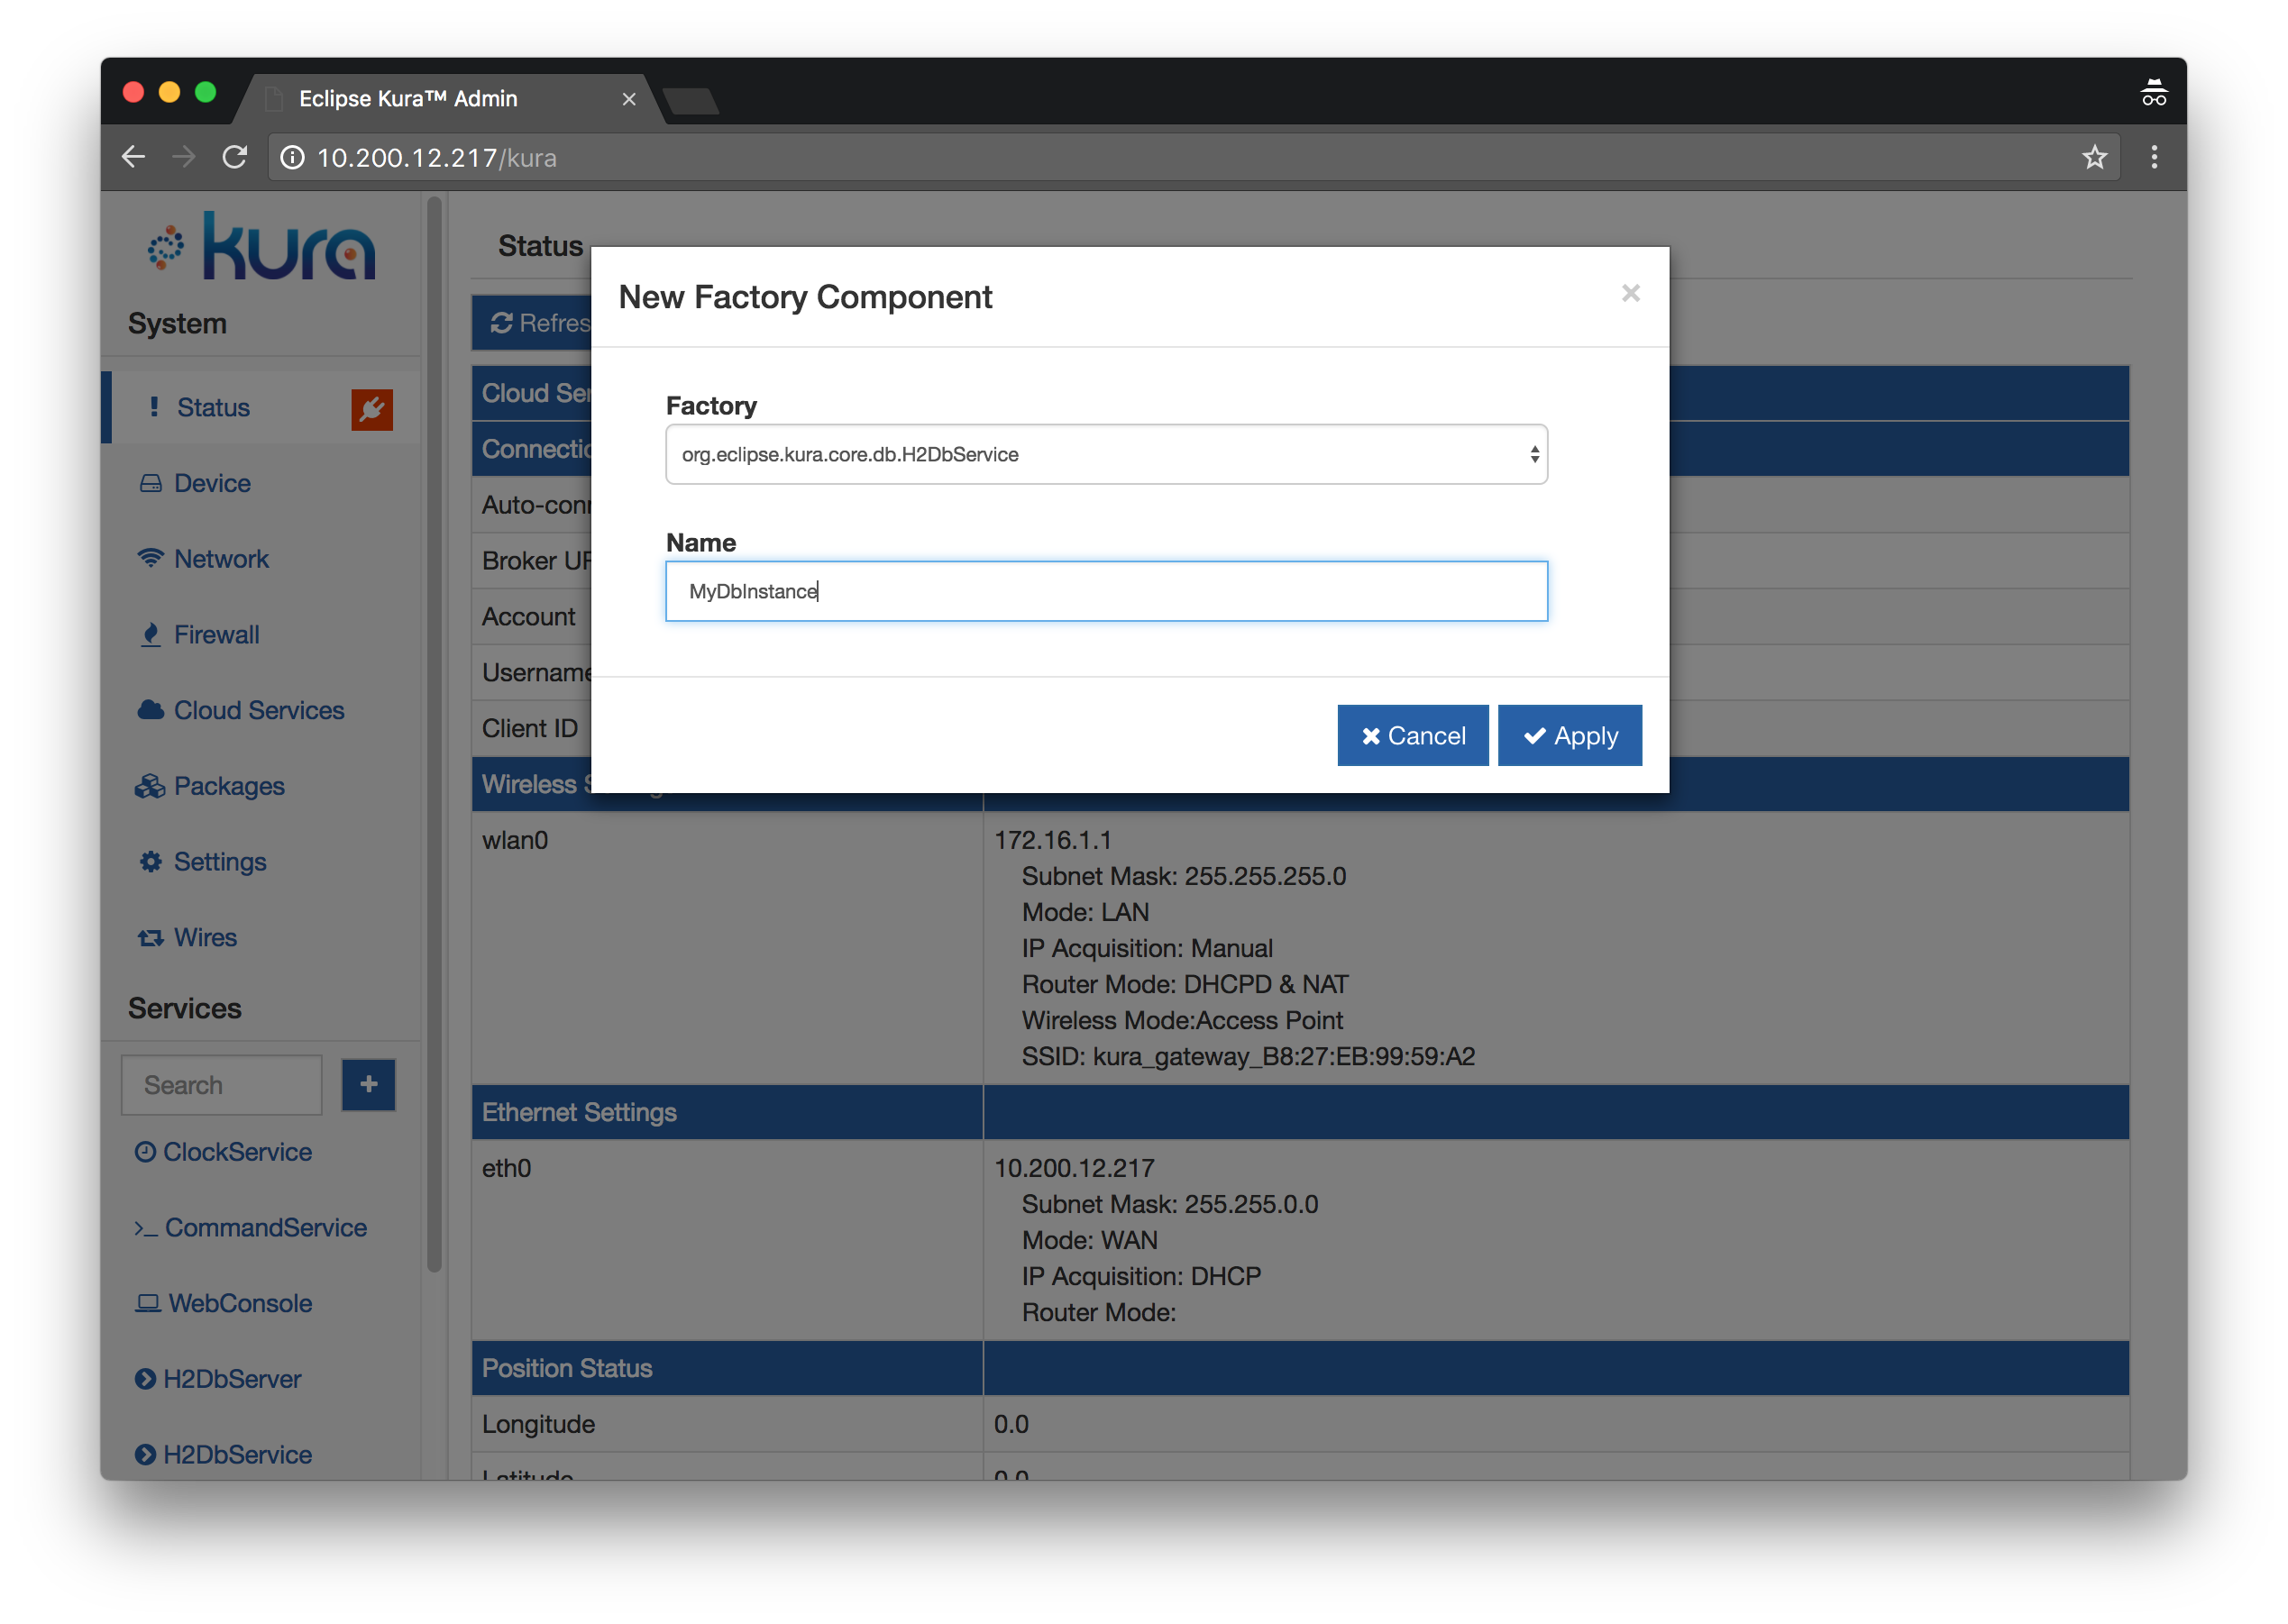 Eclipse Kura™ Admin
10.200.12.217/kura
kura
System
Status
Device
Network
Firewall
Cloud Services
Packages
Settings
Wires
Services
Search
ClockService
CommandService
WebConsole
H2DbServer
H2DbService
Status
Refres
Cloud Ser
Connectio
Auto-conn
Broker UR
Account
Username
Client ID
Wireless
wlan0
172.16.1.1
Subnet Mask: 255.255.255.0
Mode: LAN
IP Acquisition: Manual
Router Mode: DHCPD & NAT
Wireless Mode:Access Point
SSID: kura_gateway_B8:27:EB:99:59:A2
Ethernet Settings
eth0
10.200.12.217
Subnet Mask: 255.255.0.0
Mode: WAN
IP Acquisition: DHCP
Router Mode:
Position Status
Longitude 0.0
Latitude 0.0
New Factory Component
Factory
org.eclipse.kura.core.db.H2DbService
Name
MyDbInstance
Cancel
Apply